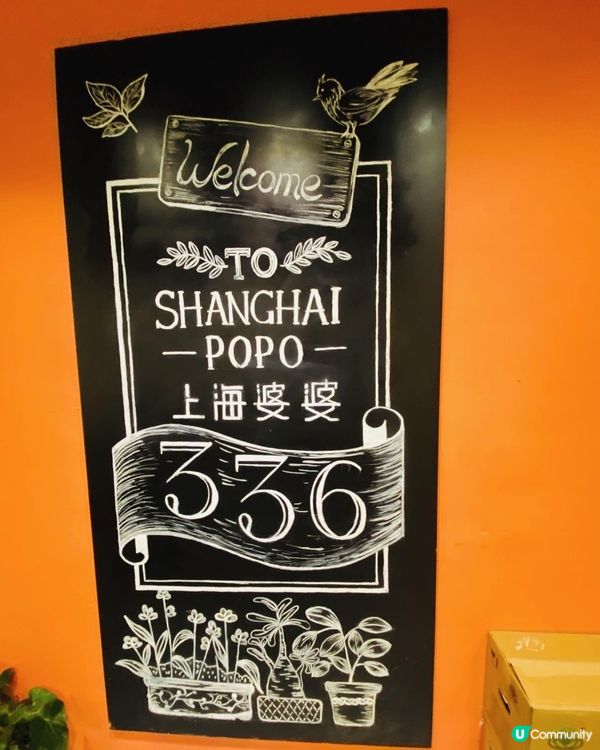 Welcome
TO
SHANGHAI
— POPO —
上海婆婆
336
U Community